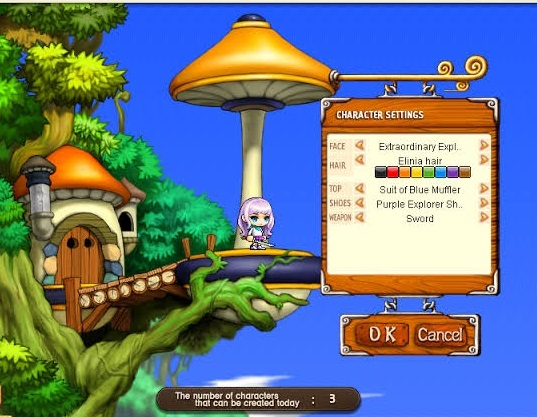 CHARACTER SETTINGS
FACE Extraordinary Expl..
HAIR Elinia hair
TOP Suit of Blue Muffler
SHOES Purple Explorer Sh..
WEAPON Sword
OK Cancel
The number of characters
that can be created today : 3